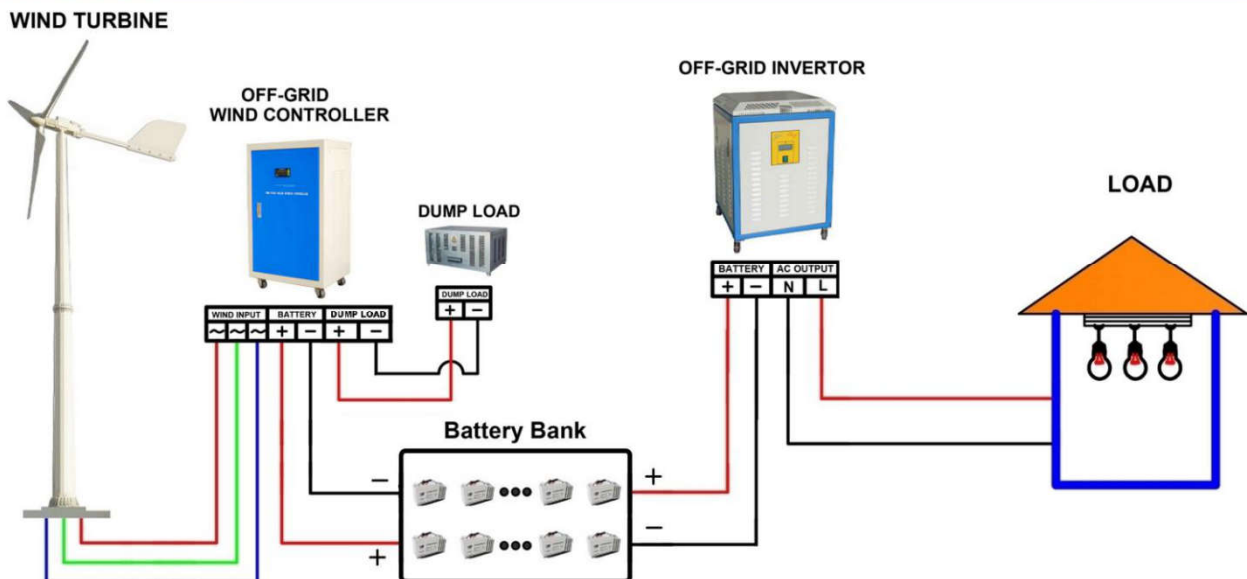 WIND TURBINE
OFF-GRID
WIND CONTROLLER
DUMP LOAD
OFF-GRID INVERTOR
LOAD
WIND INPUT BATTERY DUMP LOAD
~ ~ ~ + − + −
DUMP LOAD
+ −
BATTERY AC OUTPUT
+ − N L
Battery Bank
− +
+ −